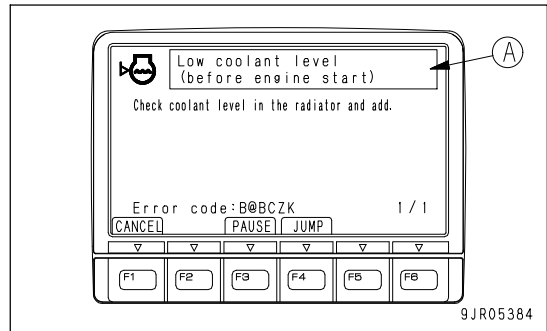 Low coolant level
(before engine start)
A
Check coolant level in the radiator and add.
Error code:B@BCZK 1/1
CANCEL PAUSE JUMP
F1 F2 F3 F4 F5 F6
9JR05384